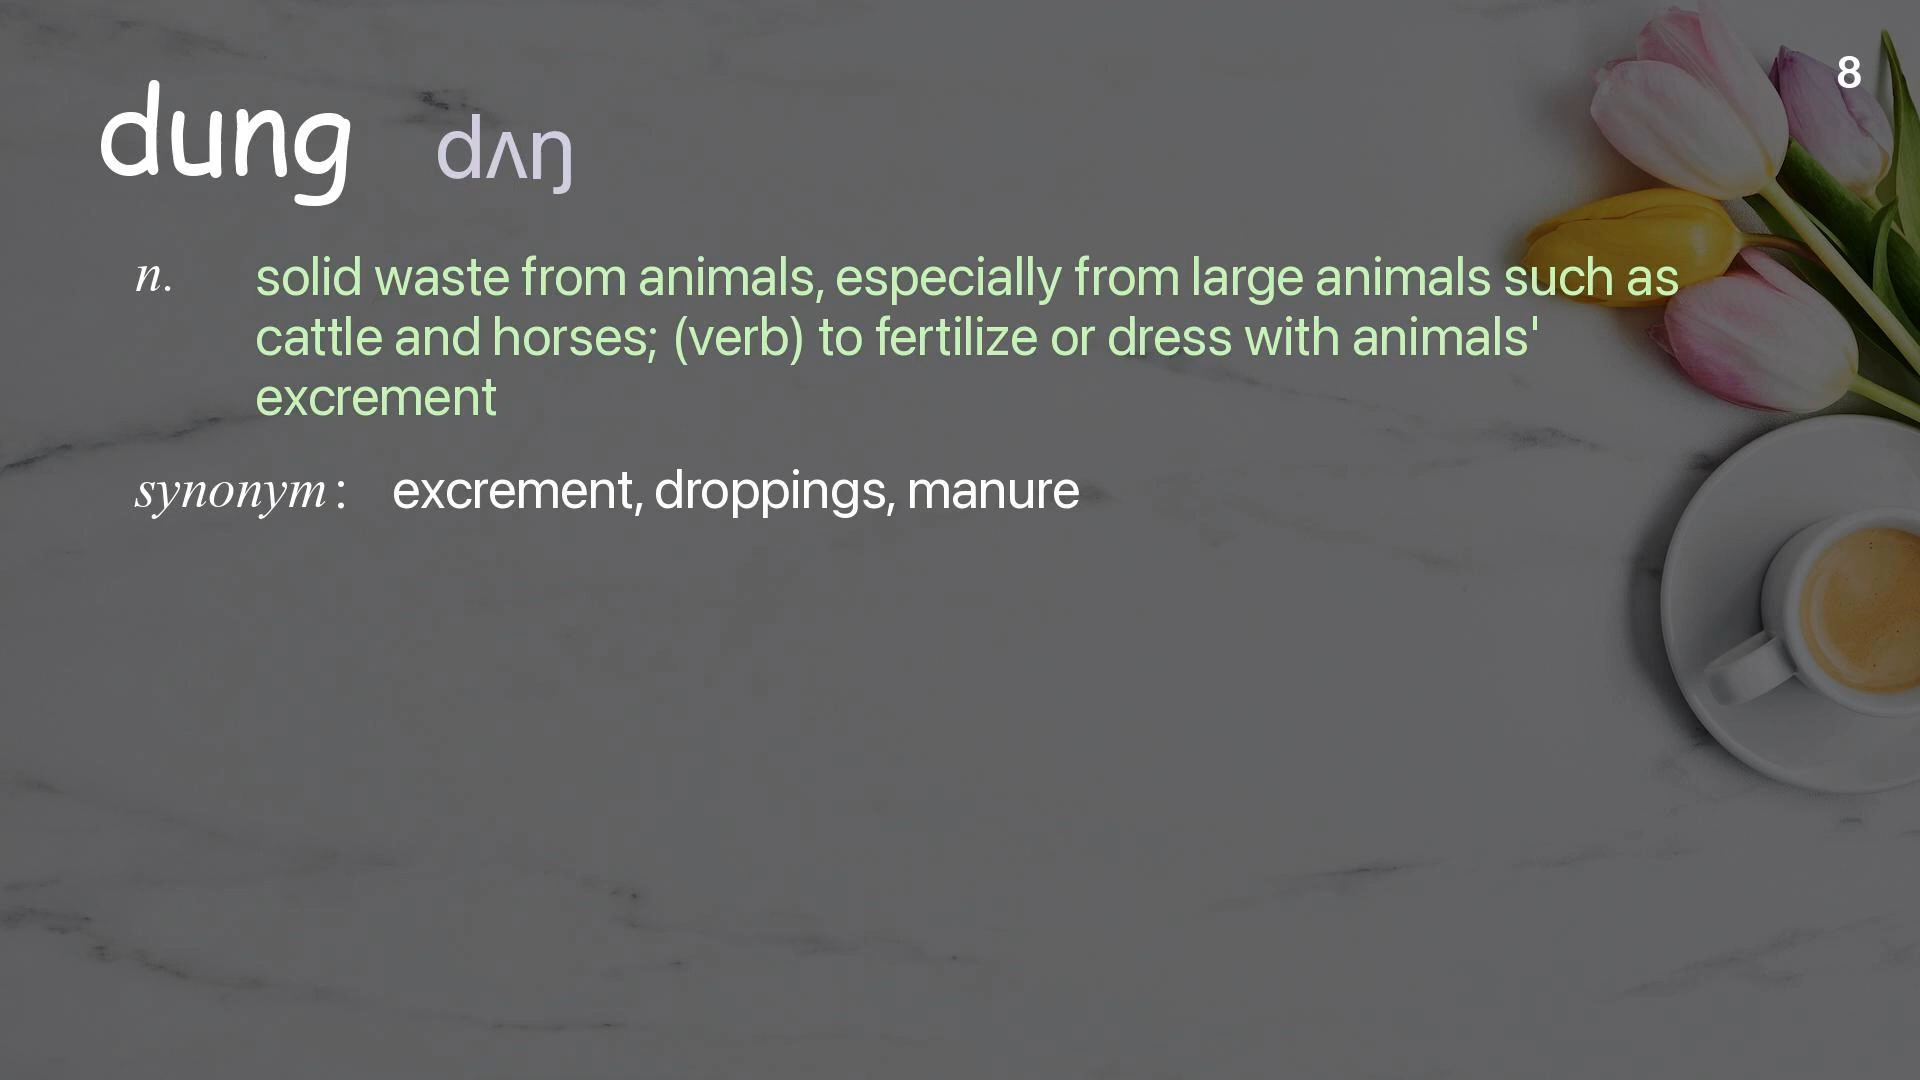 8
dung dʌŋ
n. solid waste from animals, especially from large animals such as
cattle and horses; (verb) to fertilize or dress with animals'
excrement
synonym : excrement, droppings, manure